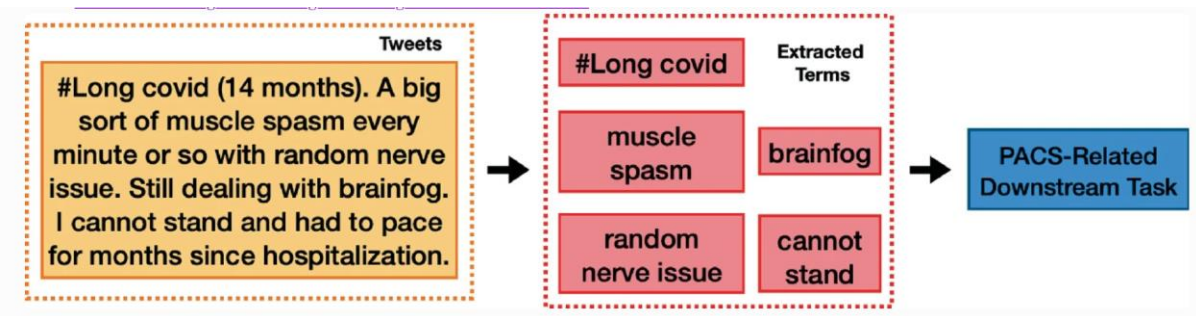 Tweets
#Long covid (14 months). A big
sort of muscle spasm every
minute or so with random nerve
issue. Still dealing with brainfog.
I cannot stand and had to pace
for months since hospitalization.
#Long covid
Extracted
Terms
muscle
spasm
brainfog
random
nerve issue
cannot
stand
PACS-Related
Downstream Task